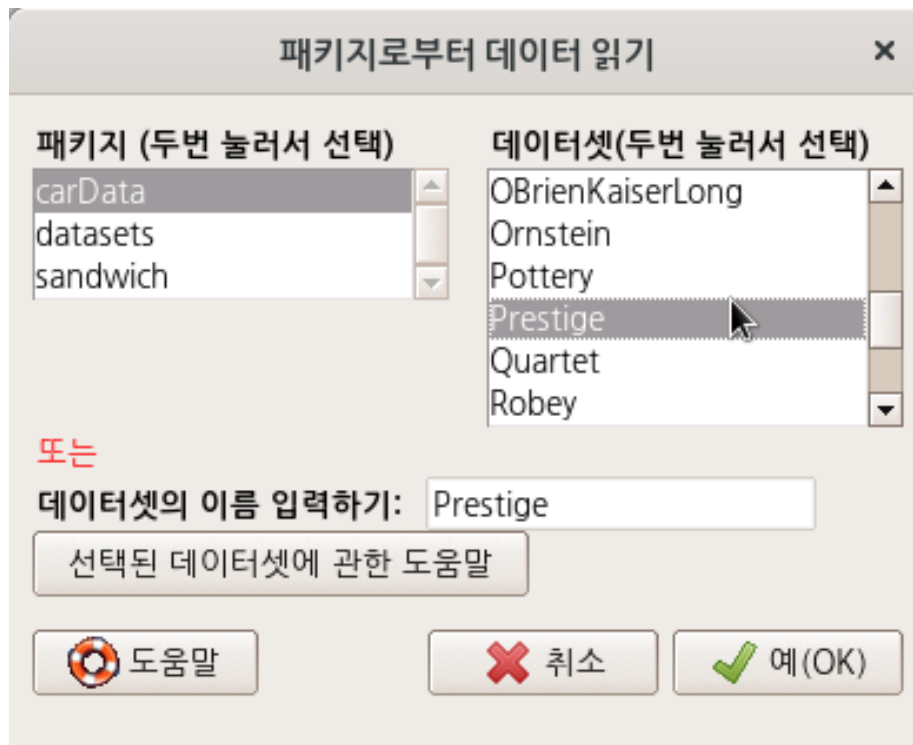 패키지로부터 데이터 읽기
패키지 (두번 눌러서 선택)
carData
datasets
sandwich
데이터셋(두번 눌러서 선택)
OBrienKaiserLong
Ornstein
Pottery
Prestige
Quartet
Robey
또는
데이터셋의 이름 입력하기: Prestige
선택된 데이터셋에 관한 도움말
도움말 취소 예(OK)